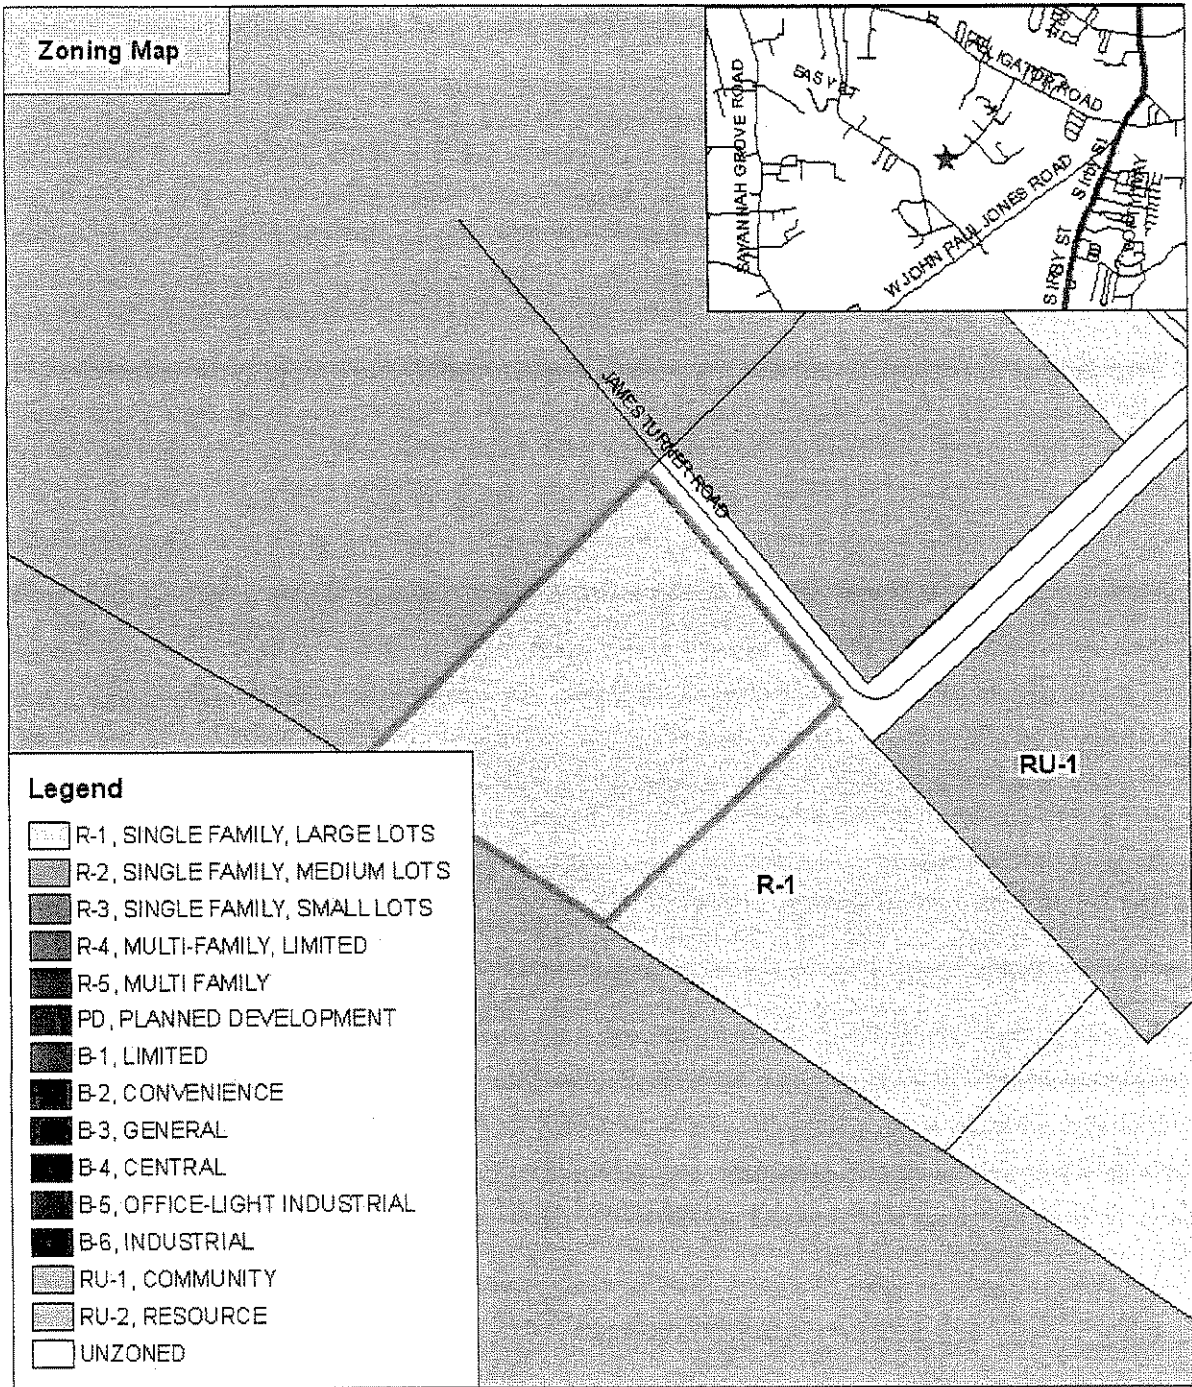 Zoning Map
SAVANNAH GROVE ROAD
EASY ST
ALLIGATOR ROAD
W JOHN PAUL JONES ROAD
S IRBY ST
S IRBY ST
JAMES TURNER ROAD
RU-1
R-1
Legend
R-1, SINGLE FAMILY, LARGE LOTS
R-2, SINGLE FAMILY, MEDIUM LOTS
R-3, SINGLE FAMILY, SMALL LOTS
R-4, MULTI-FAMILY, LIMITED
R-5, MULTI FAMILY
PD, PLANNED DEVELOPMENT
B-1, LIMITED
B-2, CONVENIENCE
B-3, GENERAL
B-4, CENTRAL
B-5, OFFICE-LIGHT INDUSTRIAL
B-6, INDUSTRIAL
RU-1, COMMUNITY
RU-2, RESOURCE
UNZONED